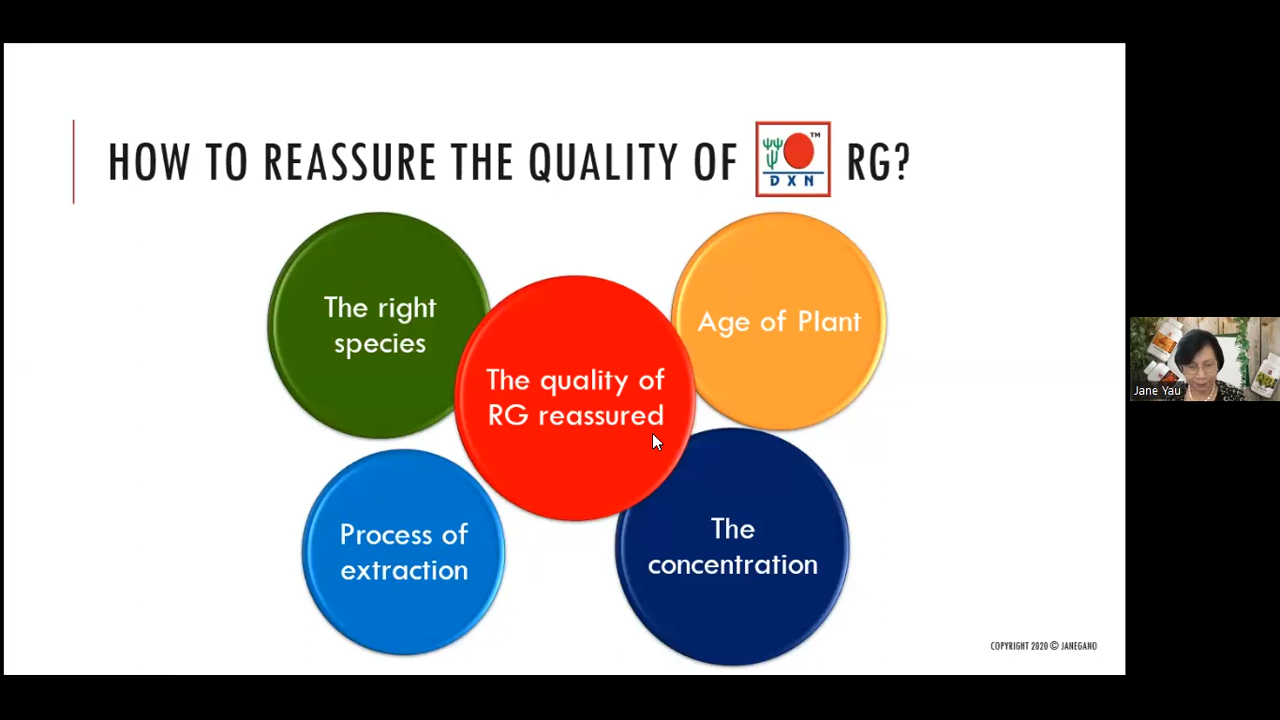 HOW TO REASSURE THE QUALITY OF DXN TM RG?
The right
species
Age of Plant
The quality of
RG reassured
Process of
extraction
The
concentration
Jane Yau
COPYRIGHT 2020 © JANEGANO